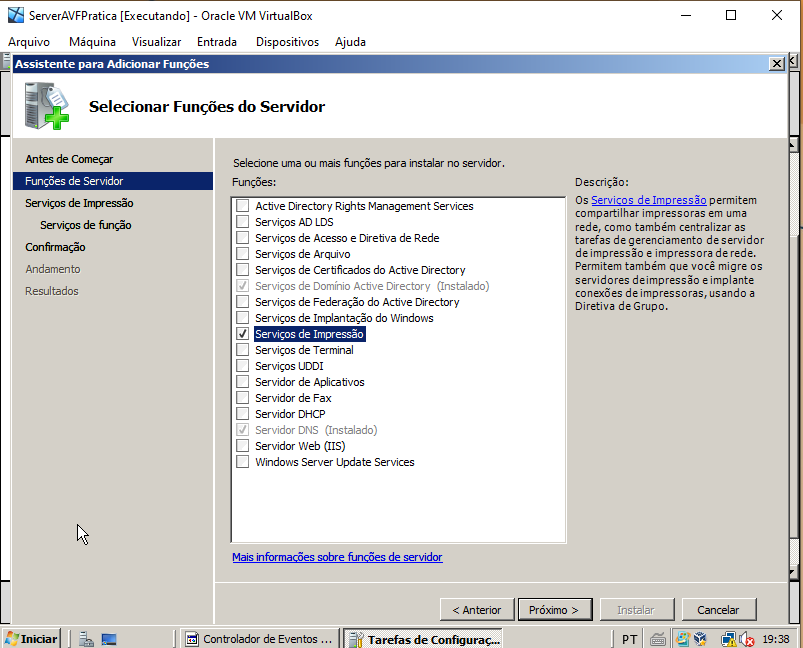 ServerAVFPratica [Executando] - Oracle VM VirtualBox
Arquivo Máquina Visualizar Entrada Dispositivos Ajuda
Assistente para Adicionar Funções
Selecionar Funções do Servidor
Antes de Começar
Funções de Servidor
Serviços de Impressão
Serviços de função
Confirmação
Andamento
Resultados
Selecione uma ou mais funções para instalar no servidor.
Funções:
Active Directory Rights Management Services
Serviços AD LDS
Serviços de Acesso e Diretiva de Rede
Serviços de Arquivo
Serviços de Certificados do Active Directory
Serviços de Domínio Active Directory (Instalado)
Serviços de Federação do Active Directory
Serviços de Implantação do Windows
Serviços de Impressão
Serviços de Terminal
Serviços UDDI
Servidor de Aplicativos
Servidor de Fax
Servidor DHCP
Servidor DNS (Instalado)
Servidor Web (IIS)
Windows Server Update Services
Mais informações sobre funções de servidor
Descrição:
Os Serviços de Impressão permitem
compartilhar impressoras em uma
rede, como também centralizar as
tarefas de gerenciamento de servidor
de impressão e impressora de rede.
Permitem também que você migre os
servidores de impressão e implante
conexões de impressoras, usando a
Diretiva de Grupo.
< Anterior Próximo > Instalar Cancelar
Iniciar Controlador de Eventos ... Tarefas de Configuraç... PT 19:38